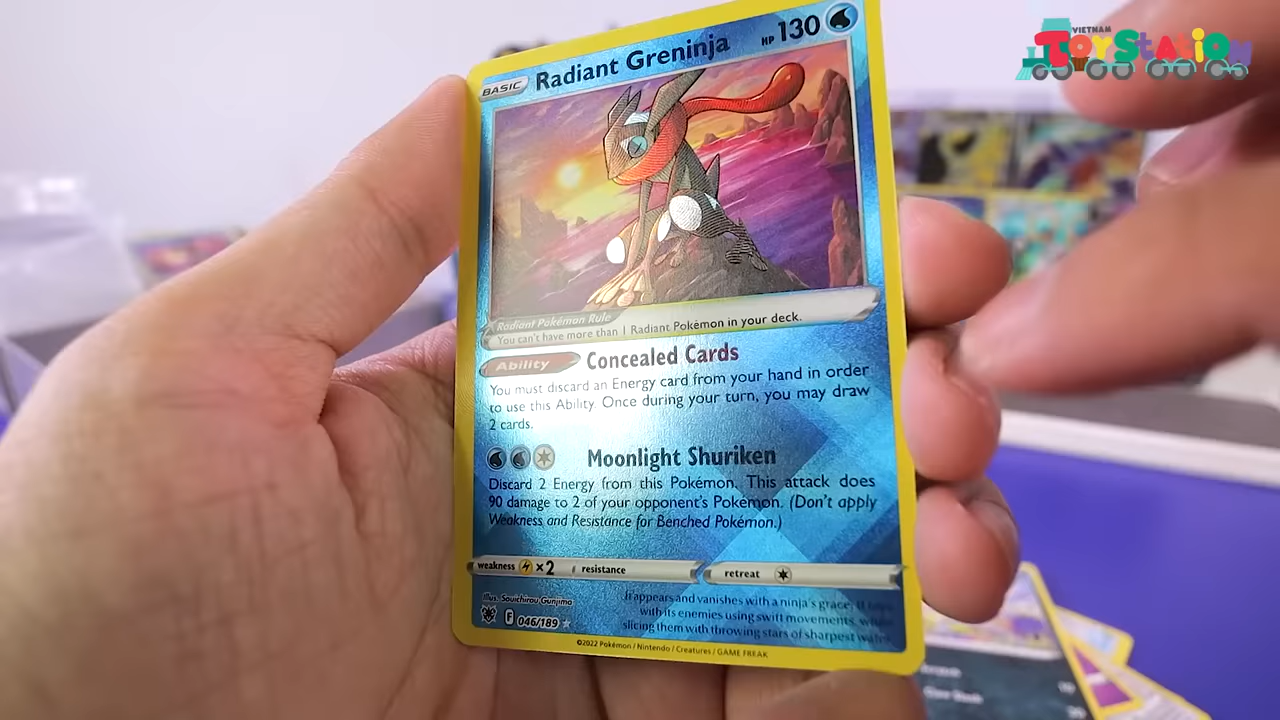 VIETNAM
ToyStation
BASIC Radiant Greninja HP 130
Radiant Pokémon Rule
You can't have more than 1 Radiant Pokémon in your deck.
Ability Concealed Cards
You must discard an Energy card from your hand in order
to use this Ability. Once during your turn, you may draw
2 cards.
Moonlight Shuriken
Discard 2 Energy from this Pokémon. This attack does
90 damage to 2 of your opponent's Pokémon. (Don't apply
Weakness and Resistance for Benched Pokémon.)
weakness ×2 resistance retreat
Illus. Souichirou Gunjima
F 046/189
It appears and vanishes with a ninja's grace. It toys
with its enemies using swift movements, while
slicing them with throwing stars of sharpest water.
©2022 Pokémon / Nintendo / Creatures / GAME FREAK